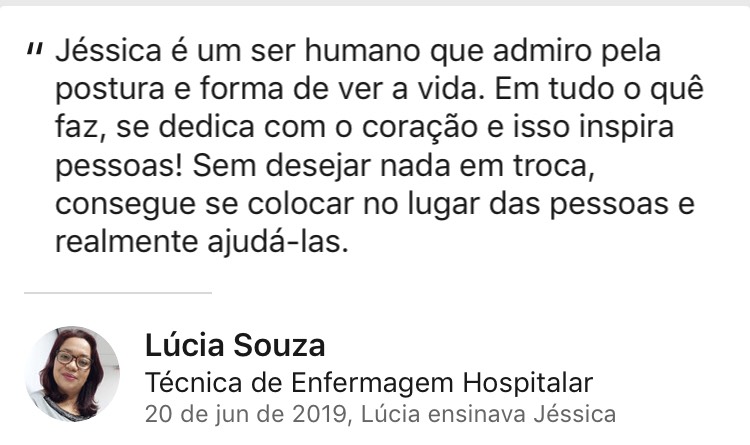 " Jéssica é um ser humano que admiro pela
postura e forma de ver a vida. Em tudo o quê
faz, se dedica com o coração e isso inspira
pessoas! Sem desejar nada em troca,
consegue se colocar no lugar das pessoas e
realmente ajudá-las.
Lúcia Souza
Técnica de Enfermagem Hospitalar
20 de jun de 2019, Lúcia ensinava Jéssica